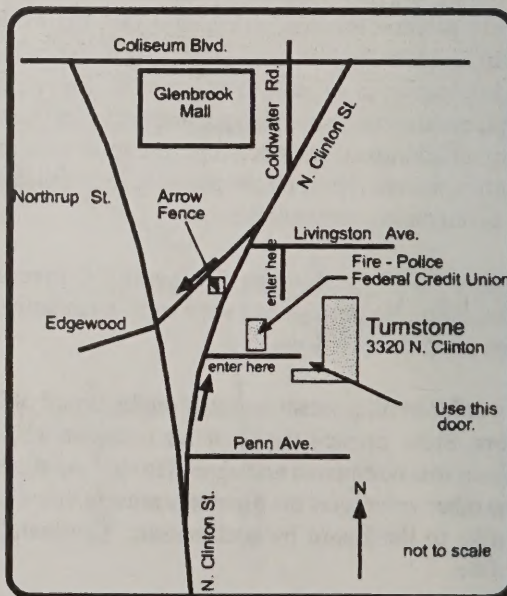 Coliseum Blvd.
Glenbrook
Mall
Coldwater Rd.
N. Clinton St.
Northrup St.
Arrow
Fence
Livingston Ave.
enter here
Fire - Police
Federal Credit Union
Edgewood
Turnstone
3320 N. Clinton
enter here
Use this
door.
Penn Ave.
N. Clinton St.
N
not to scale